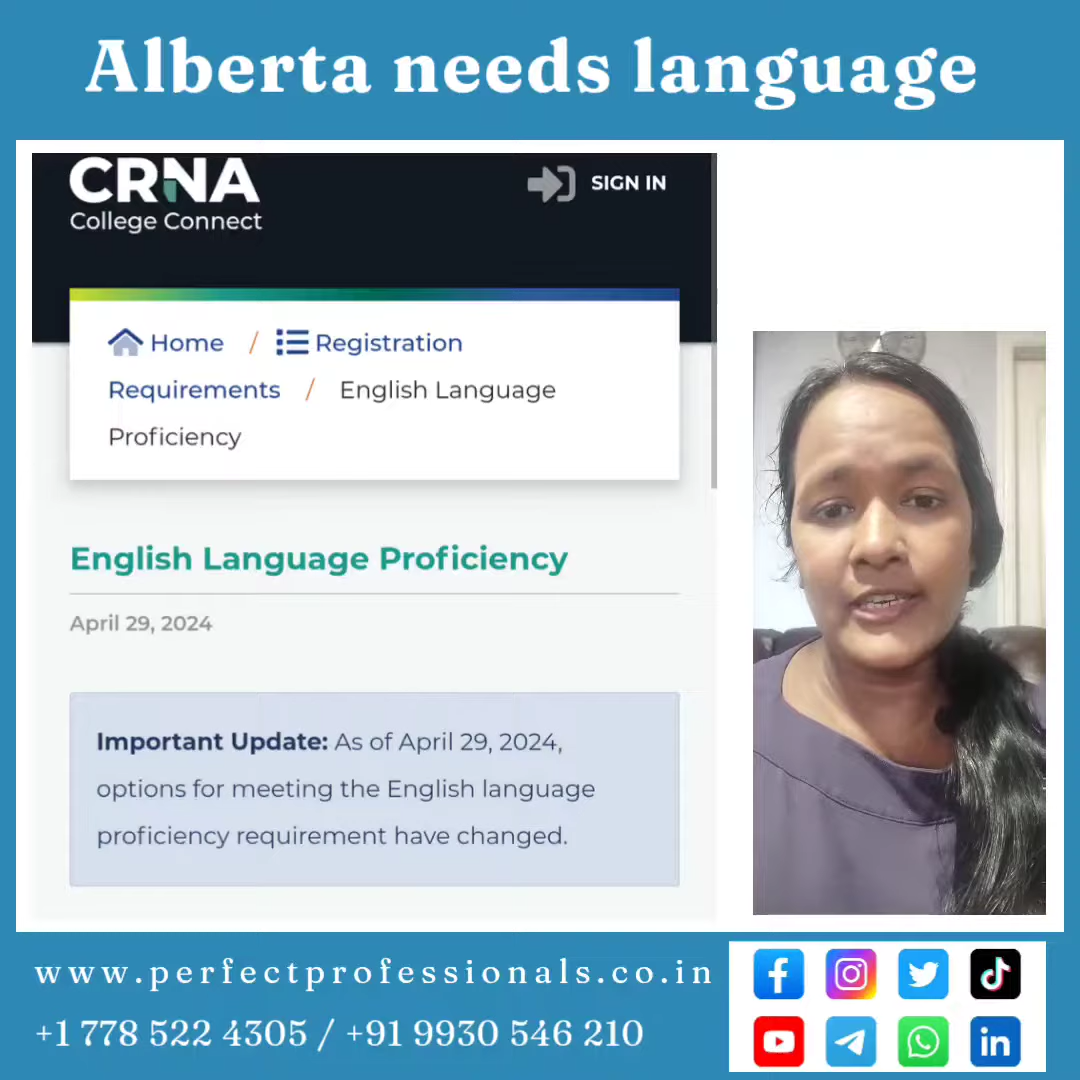 Alberta needs language
CRNA
College Connect
SIGN IN
Home / Registration
Requirements / English Language
Proficiency
English Language Proficiency
April 29, 2024
Important Update: As of April 29, 2024,
options for meeting the English language
proficiency requirement have changed.
www.perfectprofessionals.co.in
+1 778 522 4305 / +91 9930 546 210